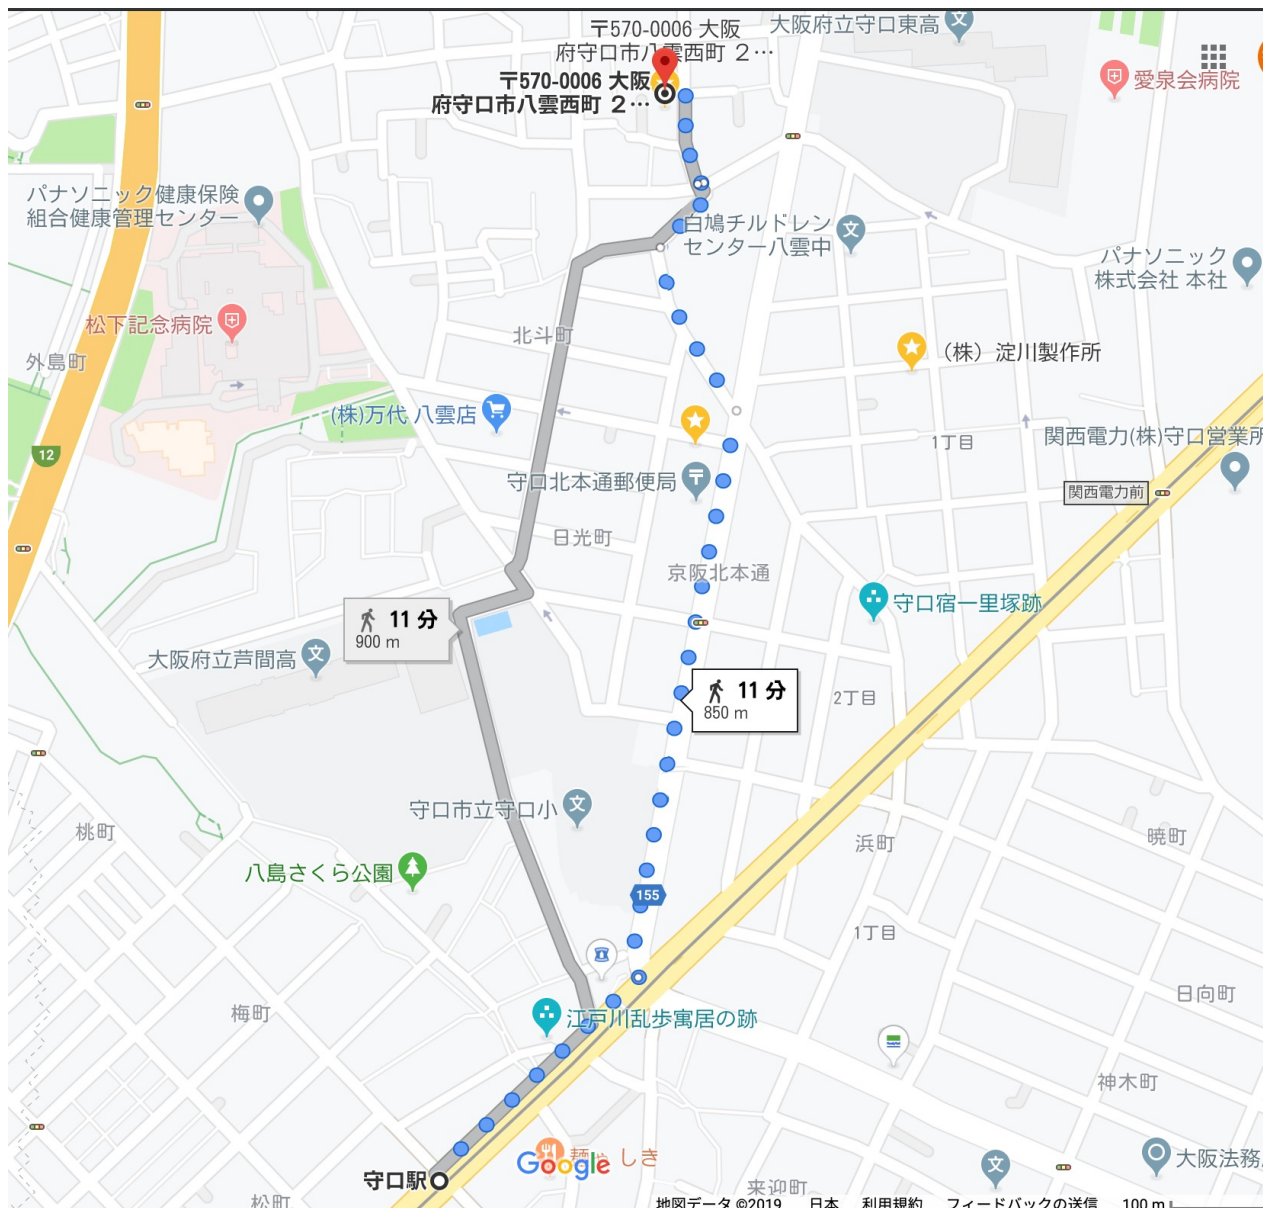 〒570-0006 大阪
府守口市八雲西町 2…
大阪府立守口東高
〒570-0006 大阪
府守口市八雲西町 2…
愛泉会病院
パナソニック健康保険
組合健康管理センター
白鳩チルドレン
センター八雲中
パナソニック
株式会社 本社
松下記念病院
北斗町
外島町
（株）淀川製作所
(株)万代 八雲店
1丁目
関西電力(株)守口営業所
12
守口北本通郵便局
関西電力前
日光町
京阪北本通
守口宿一里塚跡
11 分
900 m
大阪府立芦間高
11 分
850 m
2丁目
守口市立守口小
桃町
浜町
暁町
八島さくら公園
155
1丁目
日向町
梅町
江戸川乱歩寓居の跡
神木町
Google
しき
大阪法務
守口駅
来迎町
松町
地図データ ©2019 日本 利用規約 フィードバックの送信 100 m